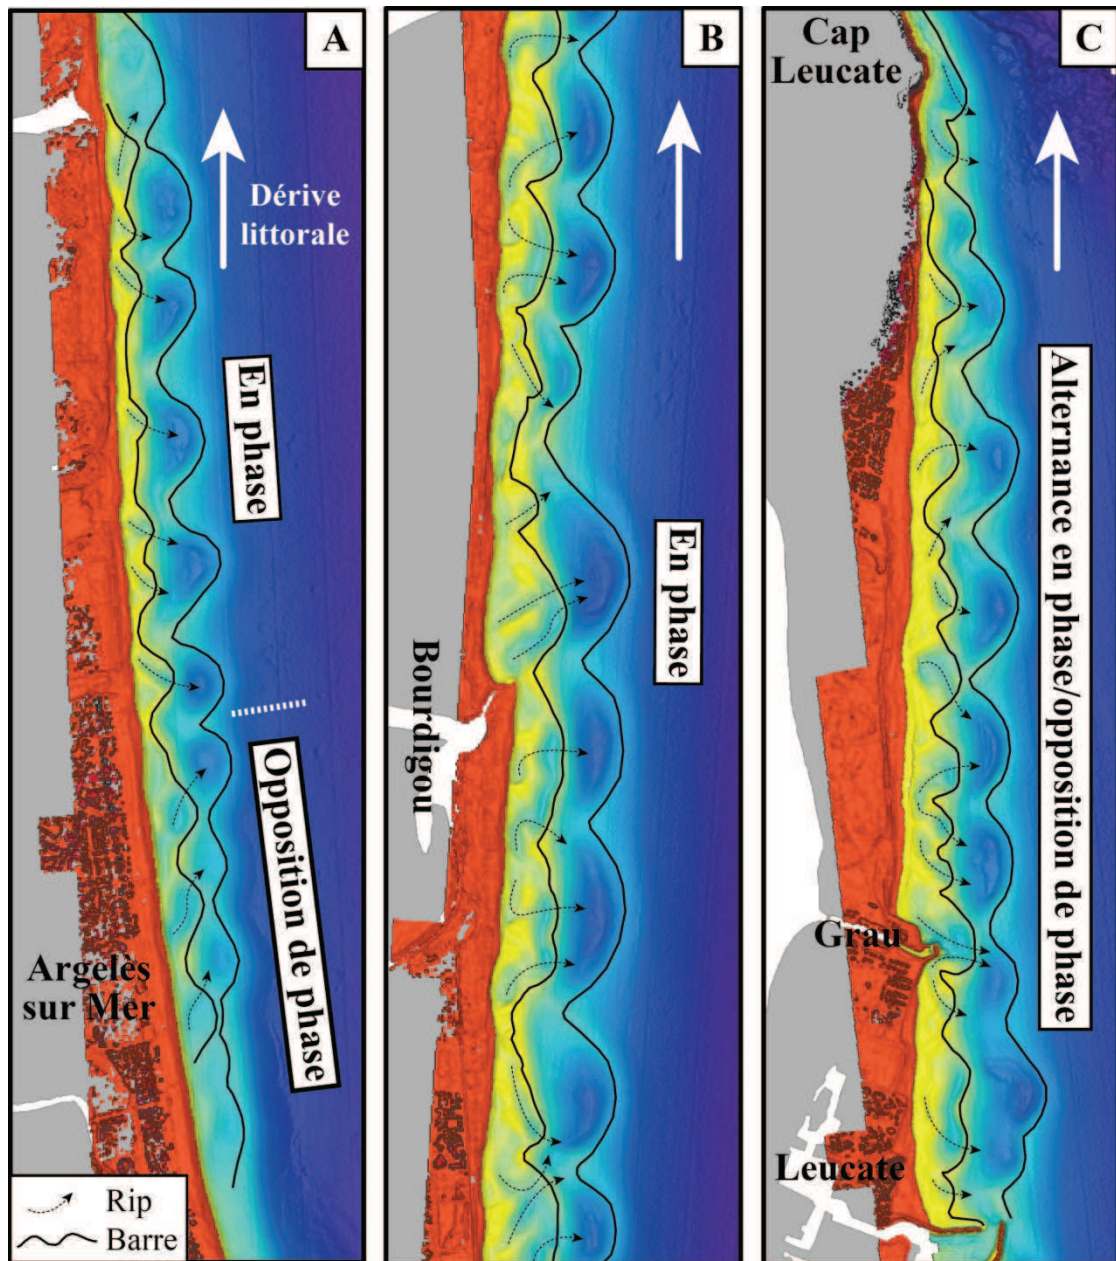 A
Dérive
littorale
En phase
Opposition de phase
Argelès
sur Mer
Rip
Barre
B
En phase
Bourdigou
C
Cap
Leucate
Alternance en phase/opposition de phase
Grau
Leucate